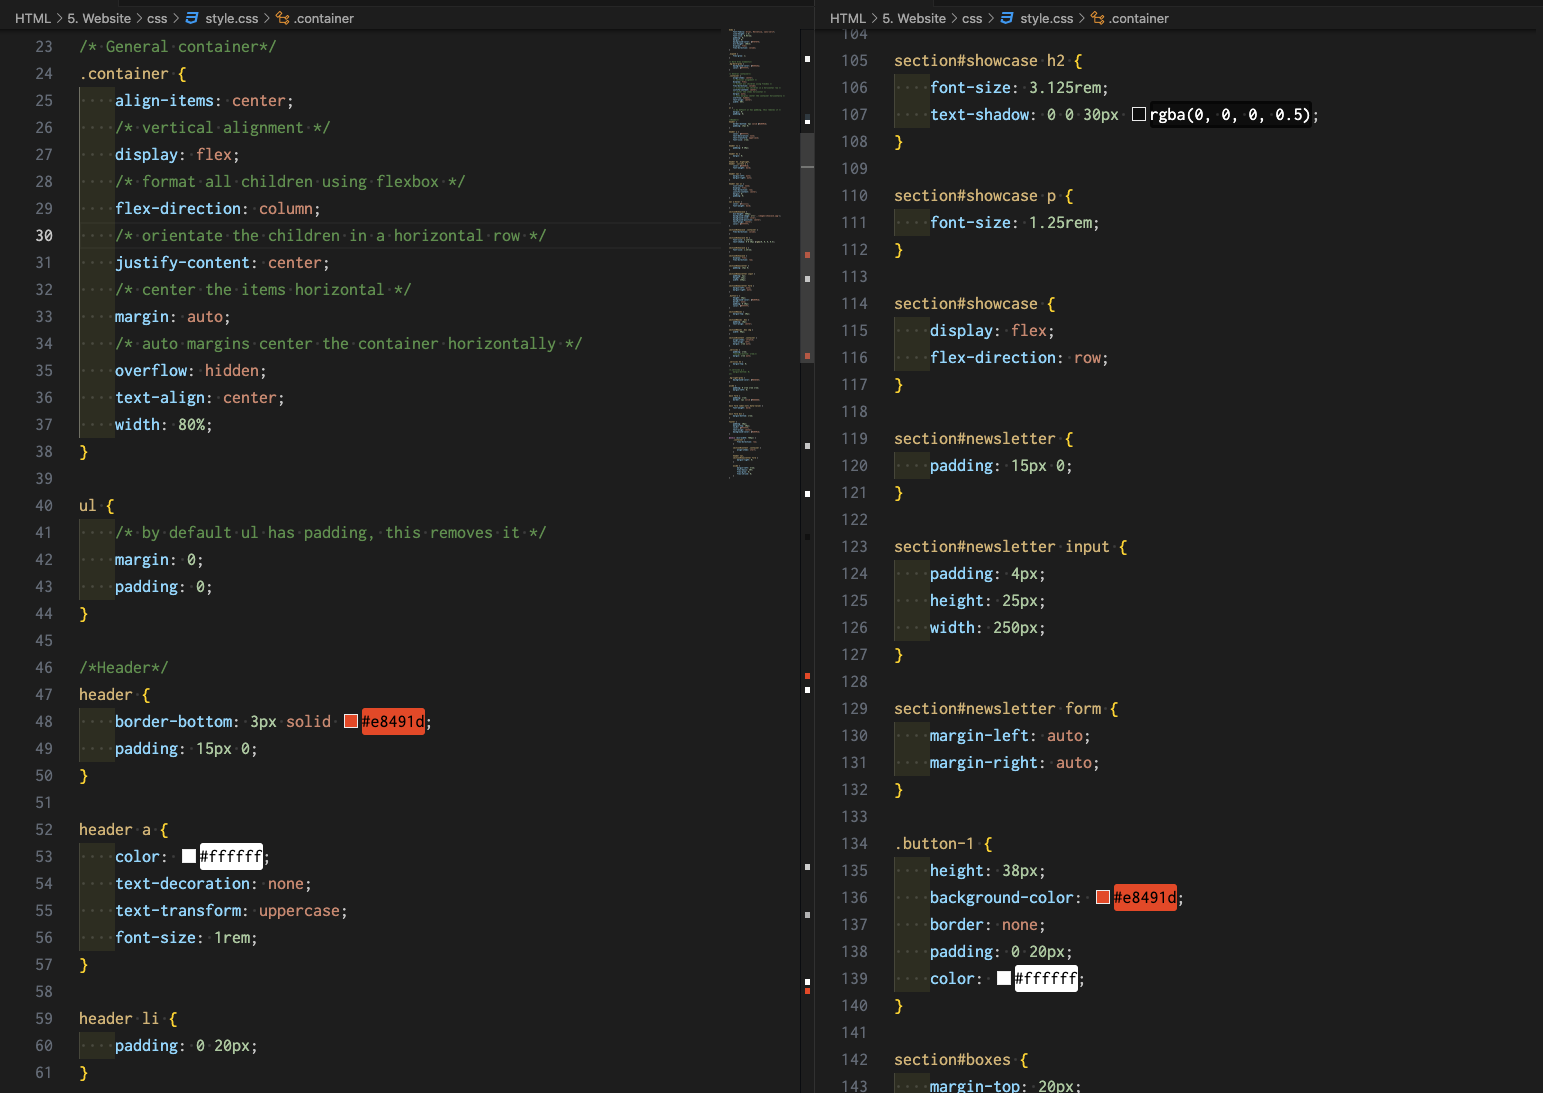 HTML > 5. Website > css > style.css > .container
23 /* General container*/
24 .container {
25 align-items: center;
26 /* vertical alignment */
27 display: flex;
28 /* format all children using flexbox */
29 flex-direction: column;
30 /* orientate the children in a horizontal row */
31 justify-content: center;
32 /* center the items horizontal */
33 margin: auto;
34 /* auto margins center the container horizontally */
35 overflow: hidden;
36 text-align: center;
37 width: 80%;
38 }
39
40 ul {
41 /* by default ul has padding, this removes it */
42 margin: 0;
43 padding: 0;
44 }
45
46 /*Header*/
47 header {
48 border-bottom: 3px solid #e8491d;
49 padding: 15px 0;
50 }
51
52 header a {
53 color: #ffffff;
54 text-decoration: none;
55 text-transform: uppercase;
56 font-size: 1rem;
57 }
58
59 header li {
60 padding: 0 20px;
61 }
HTML > 5. Website > css > style.css > .container
104
105 section#showcase h2 {
106 font-size: 3.125rem;
107 text-shadow: 0 0 30px rgba(0, 0, 0, 0.5);
108 }
109
110 section#showcase p {
111 font-size: 1.25rem;
112 }
113
114 section#showcase {
115 display: flex;
116 flex-direction: row;
117 }
118
119 section#newsletter {
120 padding: 15px 0;
121 }
122
123 section#newsletter input {
124 padding: 4px;
125 height: 25px;
126 width: 250px;
127 }
128
129 section#newsletter form {
130 margin-left: auto;
131 margin-right: auto;
132 }
133
134 .button-1 {
135 height: 38px;
136 background-color: #e8491d;
137 border: none;
138 padding: 0 20px;
139 color: #ffffff;
140 }
141
142 section#boxes {
143 margin-top: 20px;